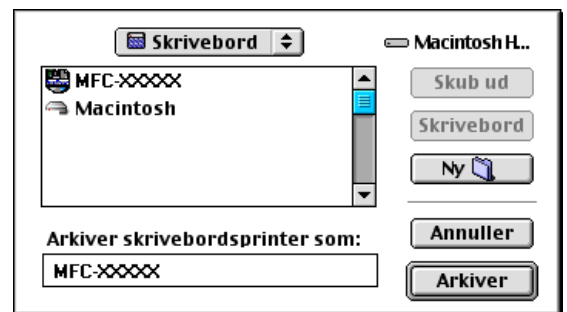 Skrivebord
Macintosh H...
MFC-XXXXX
Macintosh
Skub ud
Skrivebord
Ny
Arkiver skrivebordsprinter som:
MFC-XXXXX
Annuller
Arkiver